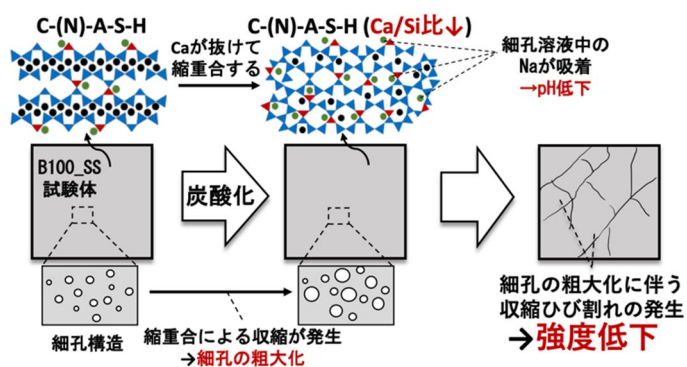 C-(N)-A-S-H
Caが抜けて
縮重合する
C-(N)-A-S-H (Ca/Si比↓)
細孔溶液中の
Naが吸着
→pH低下
B100_SS
試験体
炭酸化
細孔構造
縮重合による収縮が発生
→細孔の粗大化
細孔の粗大化に伴う
収縮ひび割れの発生
→強度低下